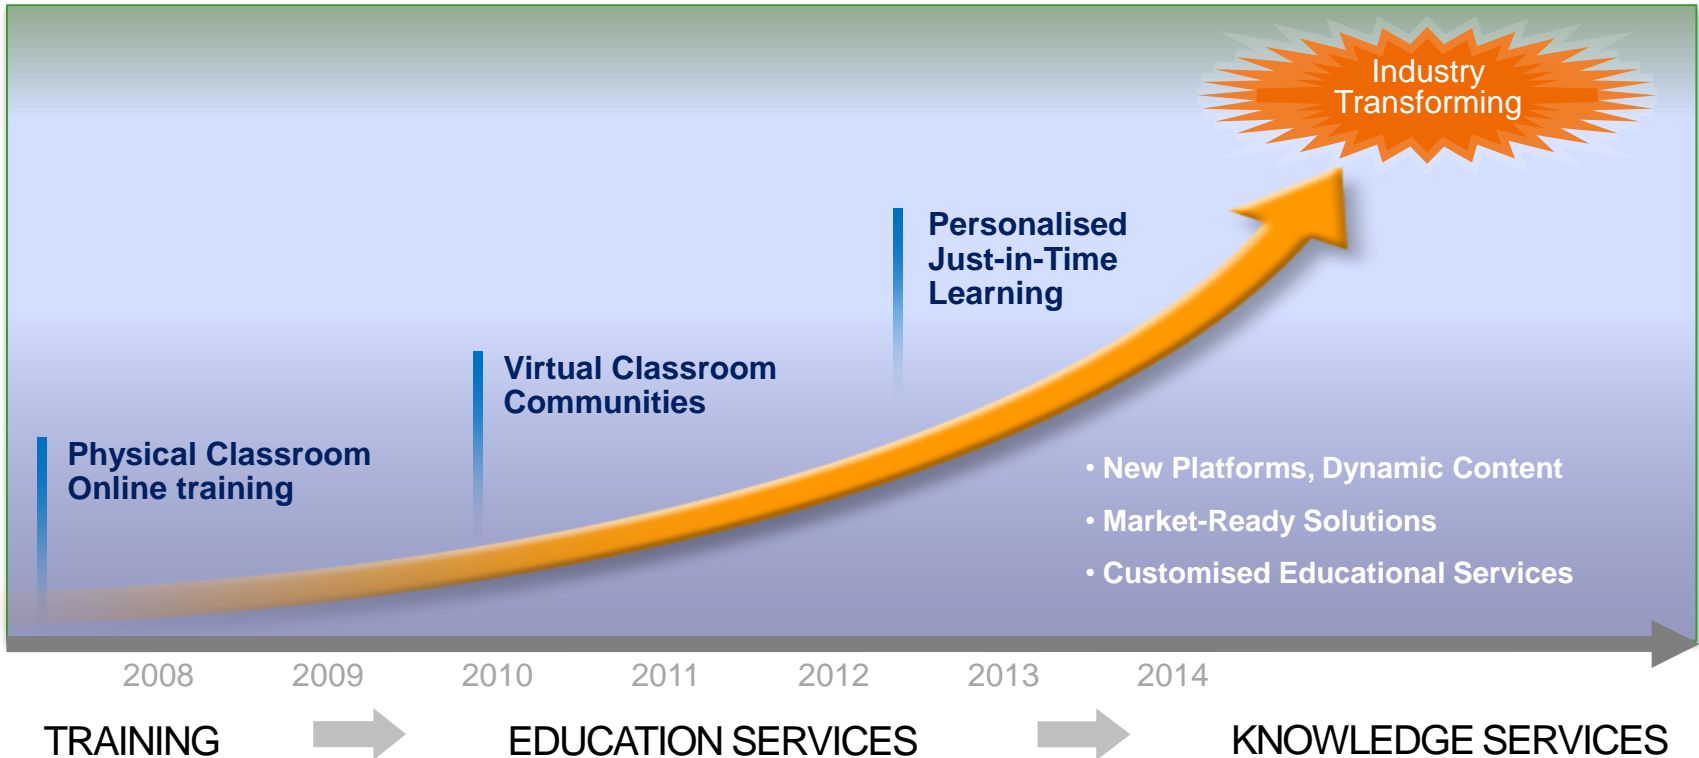 Industry
Transforming
Personalised
Just-in-Time
Learning
Virtual Classroom
Communities
Physical Classroom
Online training
• New Platforms, Dynamic Content
• Market-Ready Solutions
• Customised Educational Services
2008 2009 2010 2011 2012 2013 2014
TRAINING EDUCATION SERVICES KNOWLEDGE SERVICES